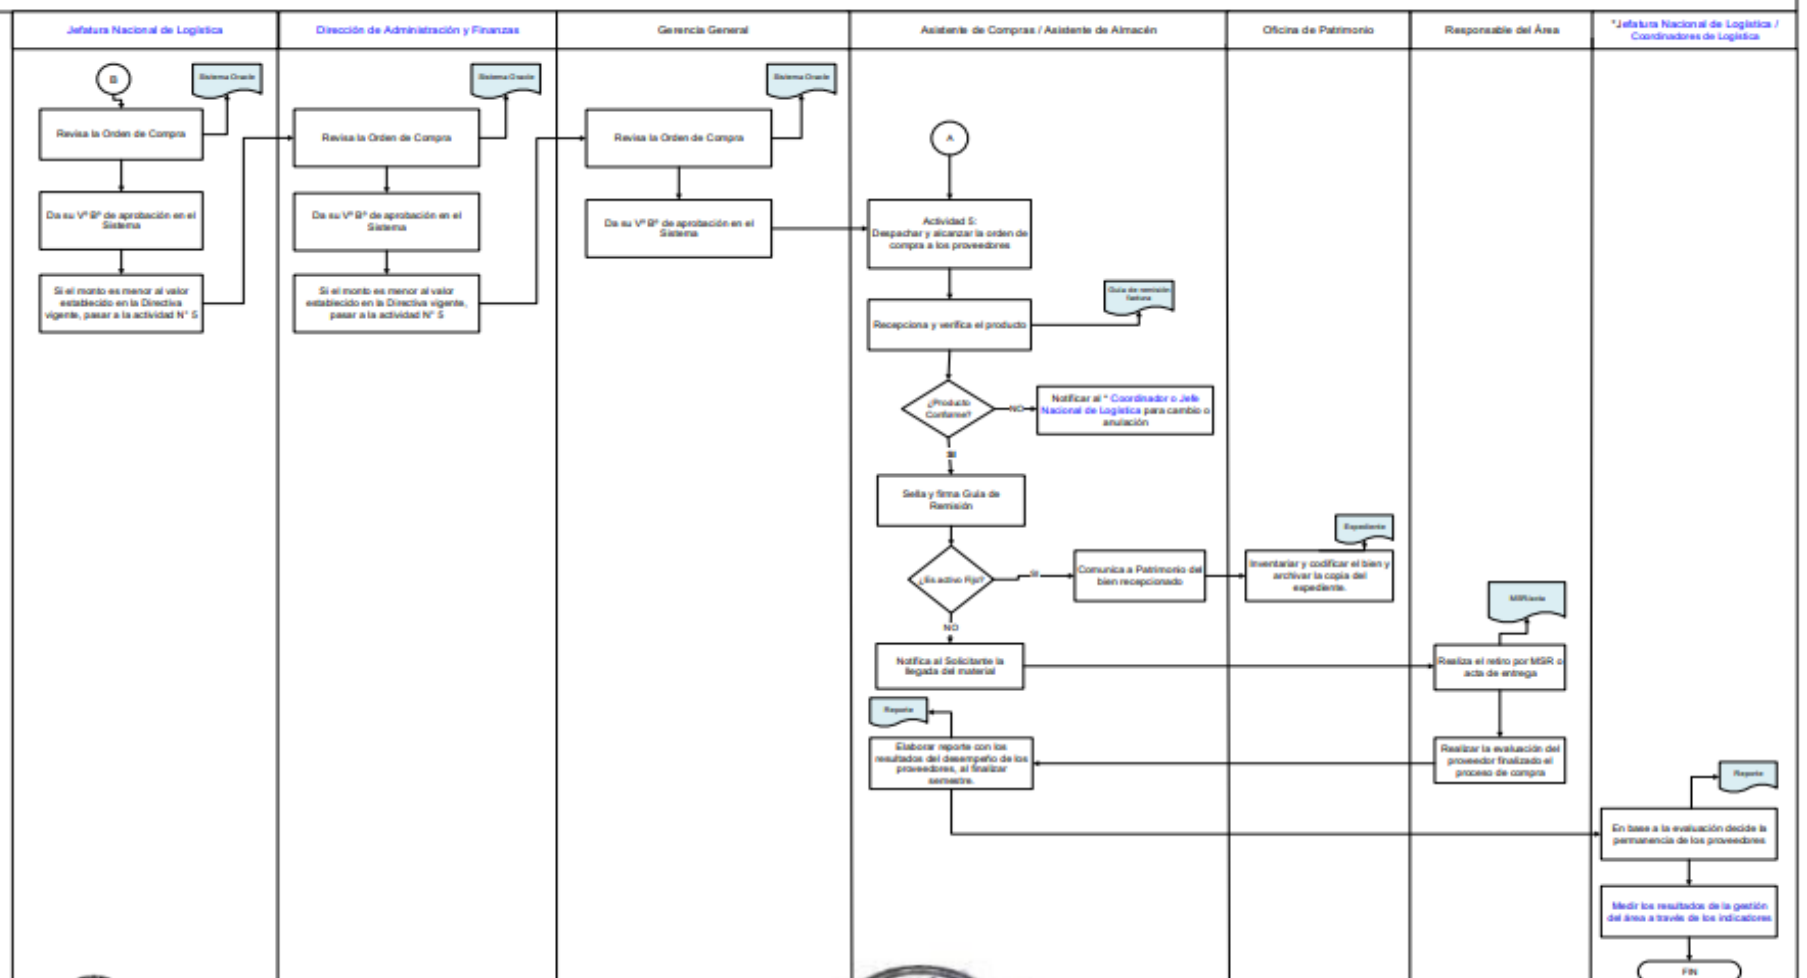 Jefatura Nacional de Logística
Dirección de Administración y Finanzas
Gerencia General
Asistente de Compras / Asistente de Almacén
Oficina de Patrimonio
Responsable del Área
*Jefatura Nacional de Logística /
Coordinadores de Logística
B
Sistema Oracle
Revisa la Orden de Compra
Da su Vº Bº de aprobación en el
Sistema
Si el monto es menor al valor
establecido en la Directiva
vigente, pasar a la actividad N° 5
Sistema Oracle
Revisa la Orden de Compra
Da su Vº Bº de aprobación en el
Sistema
Si el monto es menor al valor
establecido en la Directiva vigente,
pasar a la actividad N° 5
Sistema Oracle
Revisa la Orden de Compra
Da su Vº Bº de aprobación en el
Sistema
A
Actividad 5:
Despachar y alcanzar la orden de
compra a los proveedores
Guía de remisión
factura
Recepciona y verifica el producto
¿Producto
Conforme?
NO
Notificar al * Coordinador o Jefe
Nacional de Logística para cambio o
anulación
SI
Sella y firma Guía de
Remisión
¿Es activo Fijo?
SI
Comunica a Patrimonio del
bien recepcionado
Expediente
Inventariar y codificar el bien y
archivar la copia del
expediente.
NO
Notifica al Solicitante la
llegada del material
Realiza el retiro por MSR o
acta de entrega
Reporte
Elaborar reporte con los
resultados del desempeño de los
proveedores, al finalizar
semestre.
Realizar la evaluación del
proveedor finalizado el
proceso de compra
Reporte
En base a la evaluación decide la
permanencia de los proveedores
Medir los resultados de la gestión
del área a través de los indicadores
FIN